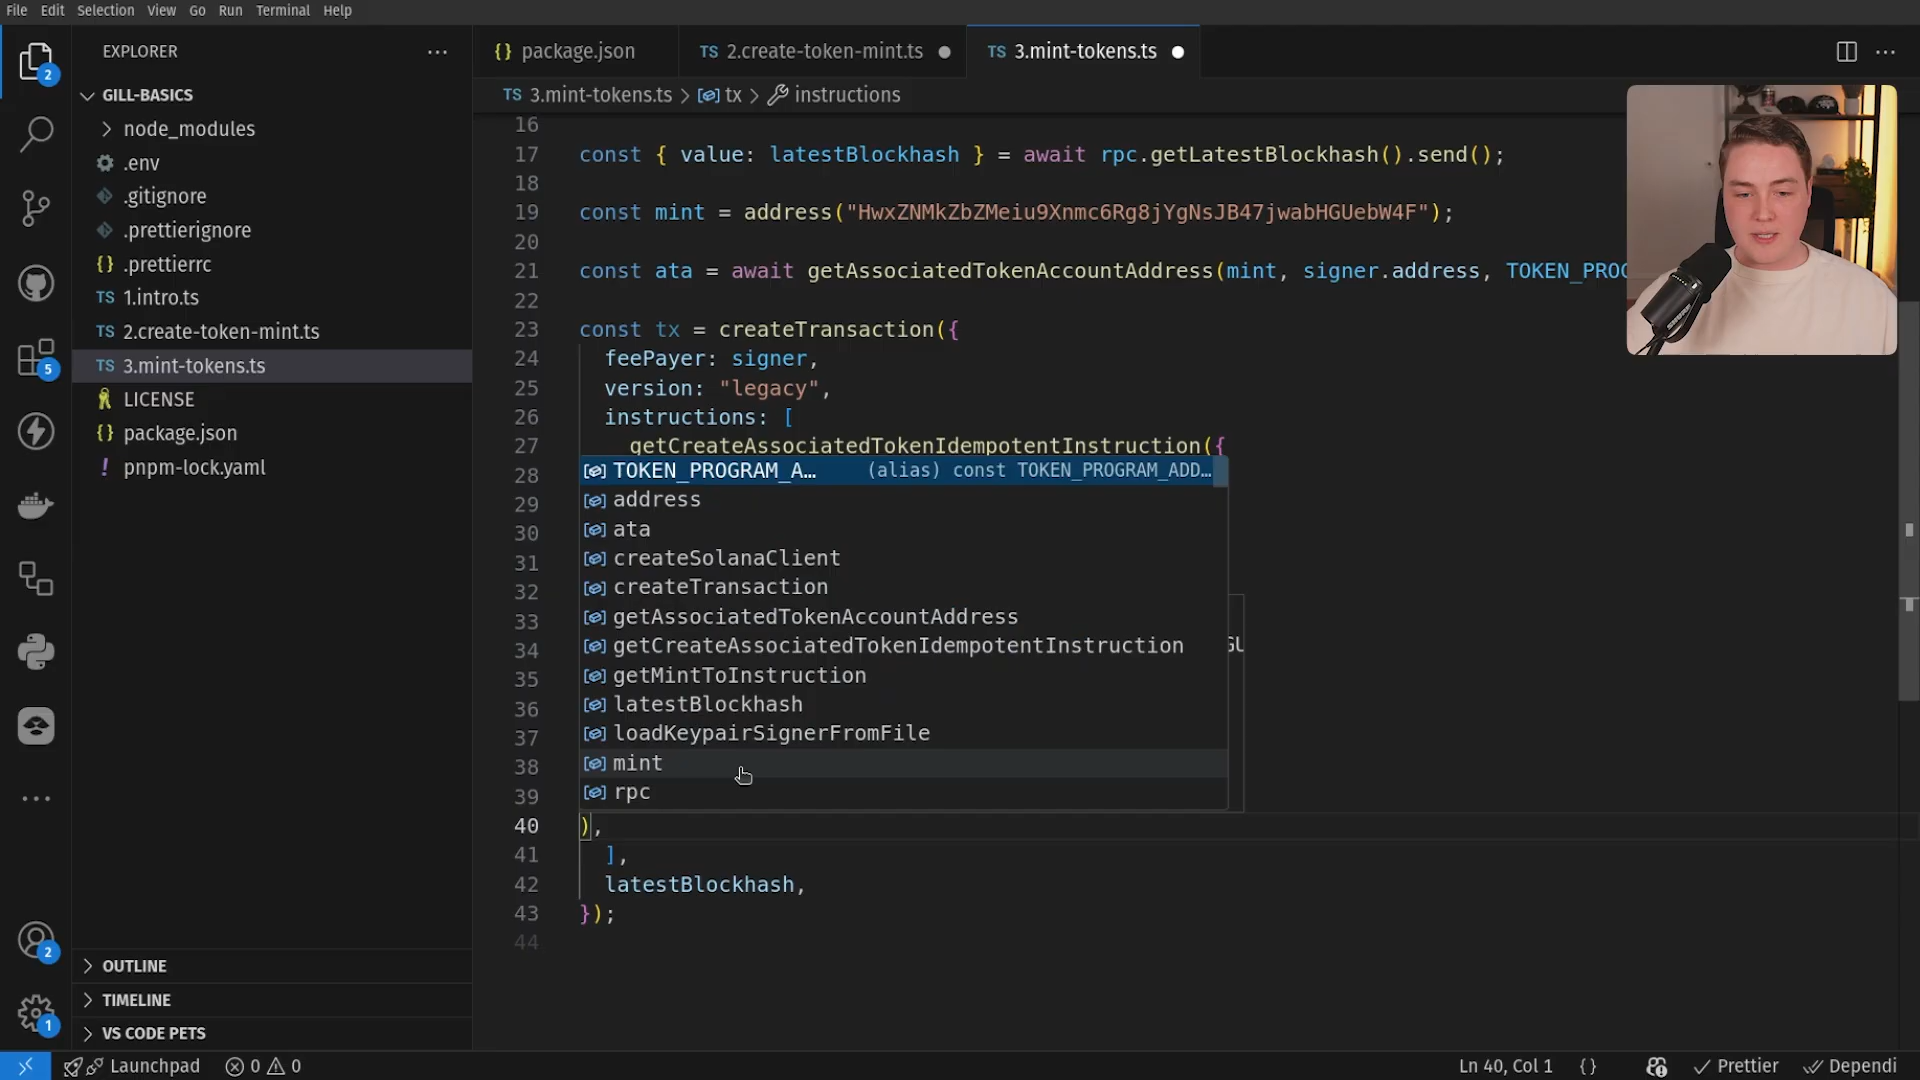 File Edit Selection View Go Run Terminal Help
EXPLORER
GILL-BASICS
node_modules
.env
.gitignore
.prettierignore
{} .prettierrc
TS 1.intro.ts
TS 2.create-token-mint.ts
TS 3.mint-tokens.ts
LICENSE
{} package.json
! pnpm-lock.yaml
OUTLINE
TIMELINE
VS CODE PETS
2
5
2
1
{} package.json
TS 2.create-token-mint.ts
TS 3.mint-tokens.ts
TS 3.mint-tokens.ts > tx > instructions
16
17 const { value: latestBlockhash } = await rpc.getLatestBlockhash().send();
18
19 const mint = address("HwxZNMkZbZMeiu9Xnmc6Rg8jYgNsJB47jwabHGUebW4F");
20
21 const ata = await getAssociatedTokenAccountAddress(mint, signer.address, TOKEN_PROG
22
23 const tx = createTransaction({
24 feePayer: signer,
25 version: "legacy",
26 instructions: [
27 getCreateAssociatedTokenIdempotentInstruction({
28 TOKEN_PROGRAM_A… (alias) const TOKEN_PROGRAM_ADD…
29 address
30 ata
31 createSolanaClient
32 createTransaction
33 getAssociatedTokenAccountAddress
34 getCreateAssociatedTokenIdempotentInstruction GU
35 getMintToInstruction
36 latestBlockhash
37 loadKeypairSignerFromFile
38 mint
39 rpc
40 ),
41 ],
42 latestBlockhash,
43 });
44
Launchpad 0 0 Ln 40, Col 1 {} Prettier Dependi